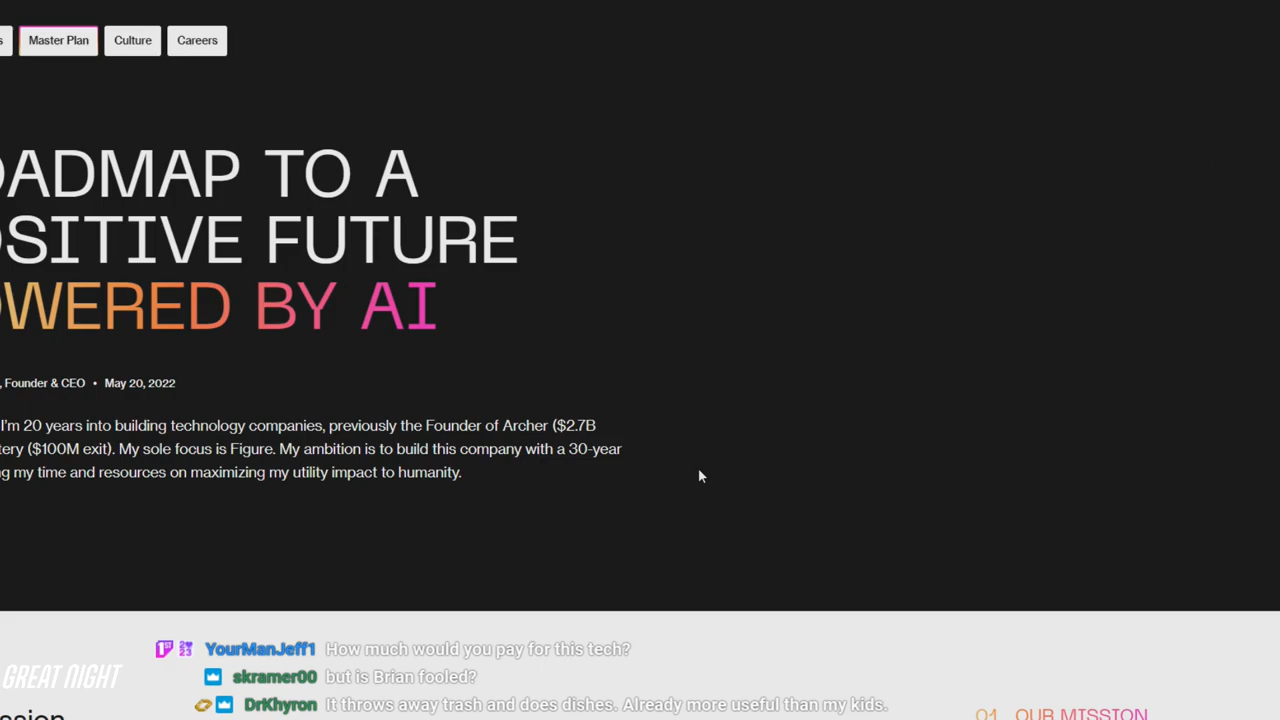 s Master Plan Culture Careers
OADMAP TO A
OSITIVE FUTURE
OWERED BY AI
, Founder & CEO • May 20, 2022
I'm 20 years into building technology companies, previously the Founder of Archer ($2.7B
tery ($100M exit). My sole focus is Figure. My ambition is to build this company with a 30-year
ng my time and resources on maximizing my utility impact to humanity.
YourManJeff1 How much would you pay for this tech?
GREAT NIGHT
skramer00 but is Brian fooled?
DrKhyron It throws away trash and does dishes. Already more useful than my kids.
ssion
01 OUR MISSION